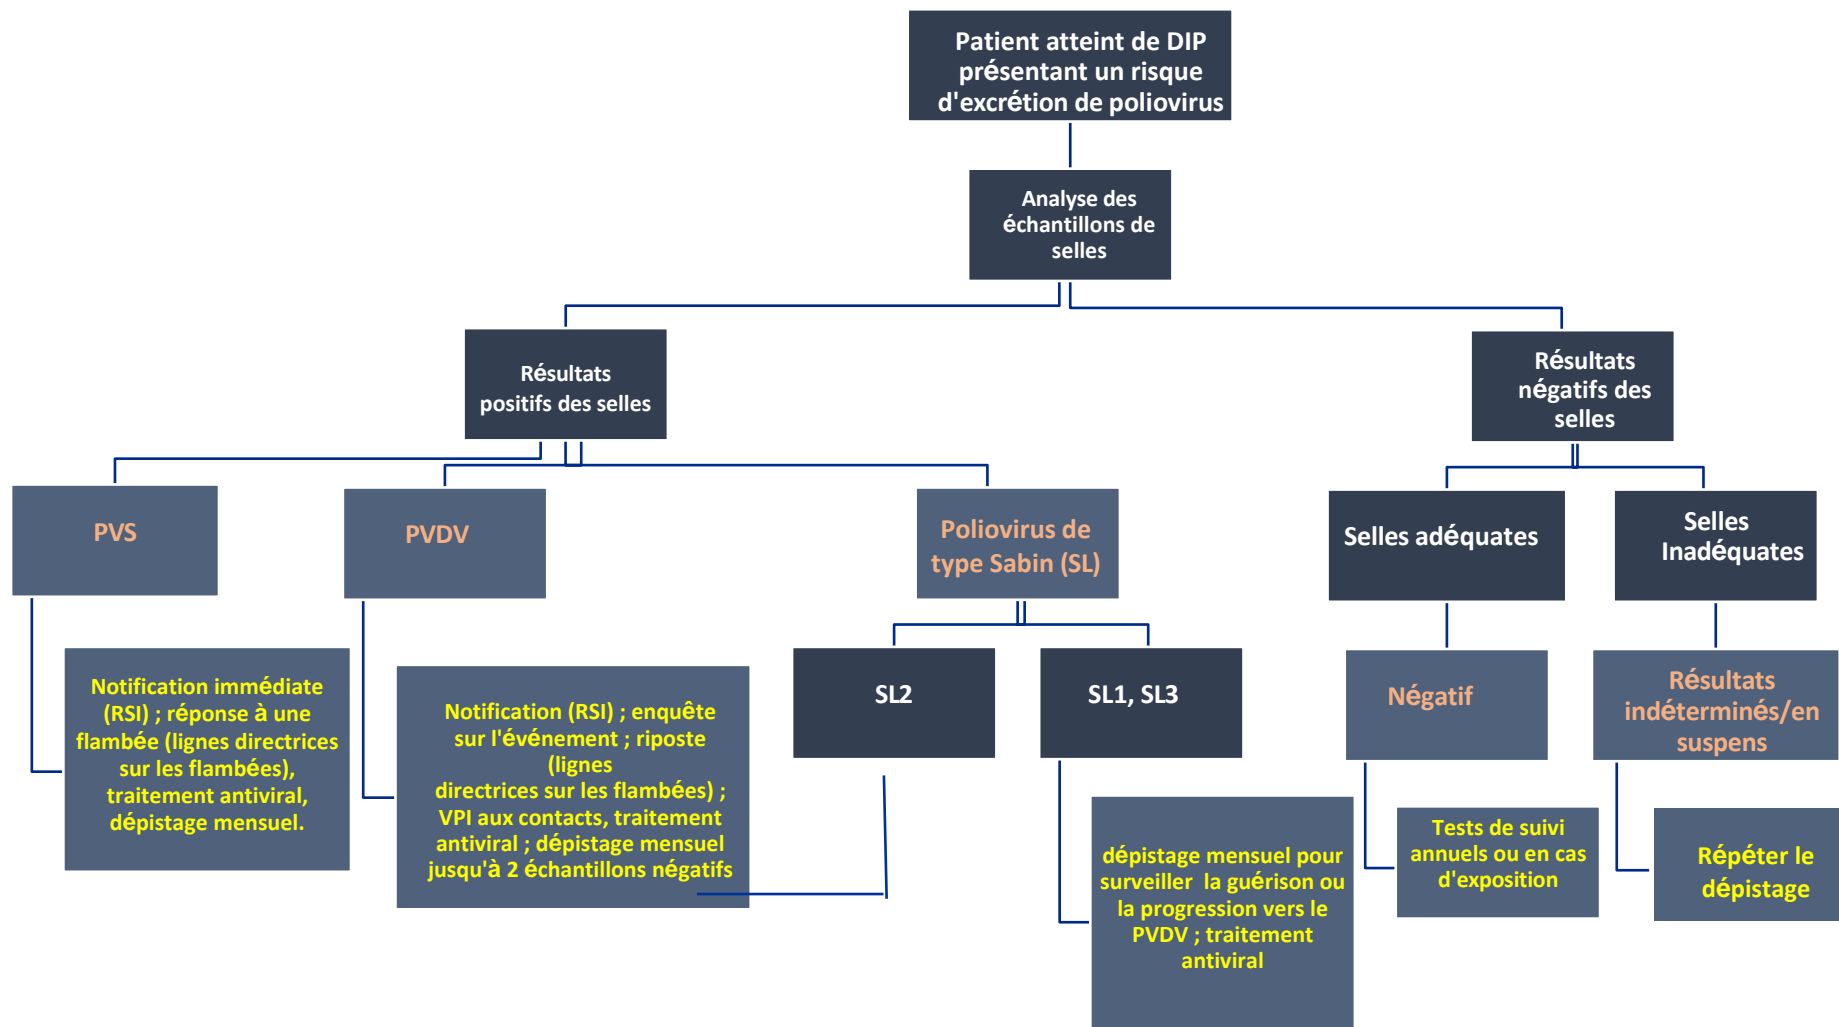 Patient atteint de DIP
présentant un risque
d'excrétion de poliovirus
Analyse des
échantillons de
selles
Résultats
positifs des selles
Résultats
négatifs des
selles
PVS
PVDV
Poliovirus de
type Sabin (SL)
Selles adéquates
Selles
Inadéquates
Notification immédiate
(RSI) ; réponse à une
flambée (lignes directrices
sur les flambées),
traitement antiviral,
dépistage mensuel.
Notification (RSI) ; enquête
sur l'événement ; riposte
(lignes
directrices sur les flambées) ;
VPI aux contacts, traitement
antiviral ; dépistage mensuel
jusqu'à 2 échantillons négatifs
SL2
SL1, SL3
Négatif
Résultats
indéterminés/en
suspens
dépistage mensuel pour
surveiller la guérison ou
la progression vers le
PVDV ; traitement
antiviral
Tests de suivi
annuels ou en cas
d'exposition
Répéter le
dépistage